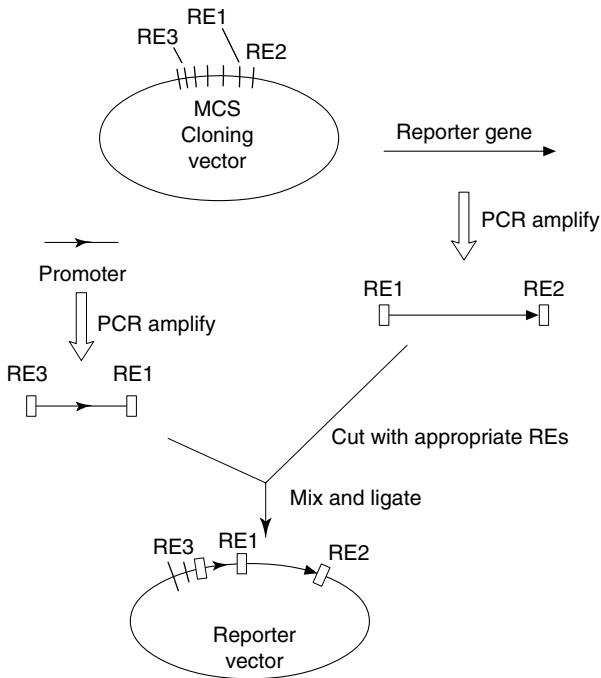 RE1
RE3
RE2
MCS
Cloning
vector
Reporter gene
PCR amplify
Promoter
PCR amplify
RE1
RE2
RE3
RE1
Cut with appropriate REs
Mix and ligate
RE3
RE1
RE2
Reporter
vector